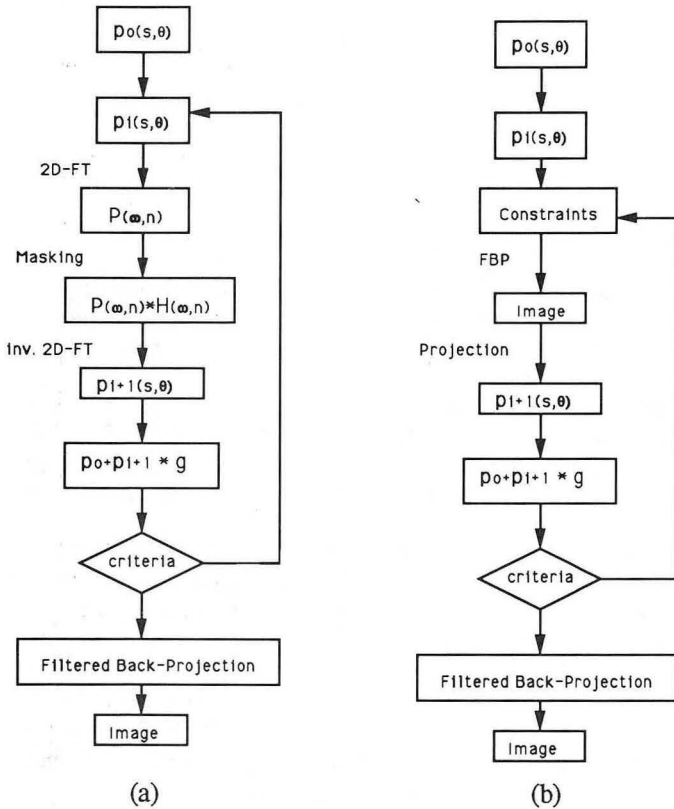 po(s,θ)
pi(s,θ)
2D-FT
P(ω,n)
Masking
P(ω,n)*H(ω,n)
inv. 2D-FT
pi+1(s,θ)
po+pi+1 * g
criteria
Filtered Back-Projection
Image
(a)
po(s,θ)
pi(s,θ)
Constraints
FBP
Image
Projection
pi+1(s,θ)
po+pi+1 * g
criteria
Filtered Back-Projection
Image
(b)